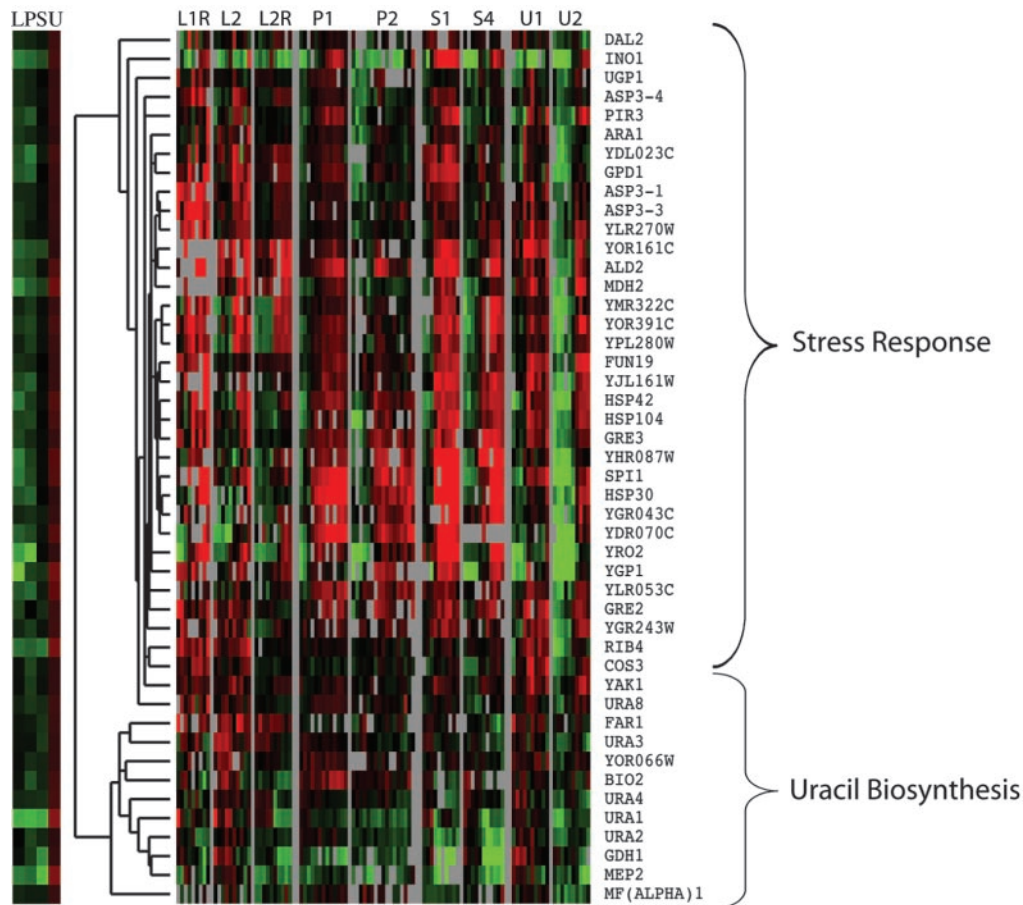 LPSU L1R L2 L2R P1 P2 S1 S4 U1 U2
DAL2
INO1
UGP1
ASP3-4
PIR3
ARA1
YDL023C
GPD1
ASP3-1
ASP3-3
YLR270W
YOR161C
ALD2
MDH2
YMR322C
YOR391C
YPL280W
FUN19
YJL161W
HSP42
HSP104
GRE3
YHR087W
SPI1
HSP30
YGR043C
YDR070C
YRO2
YGP1
YLR053C
GRE2
YGR243W
RIB4
COS3
YAK1
URA8
FAR1
URA3
YOR066W
BIO2
URA4
URA1
URA2
GDH1
MEP2
MF(ALPHA)1
Stress Response
Uracil Biosynthesis